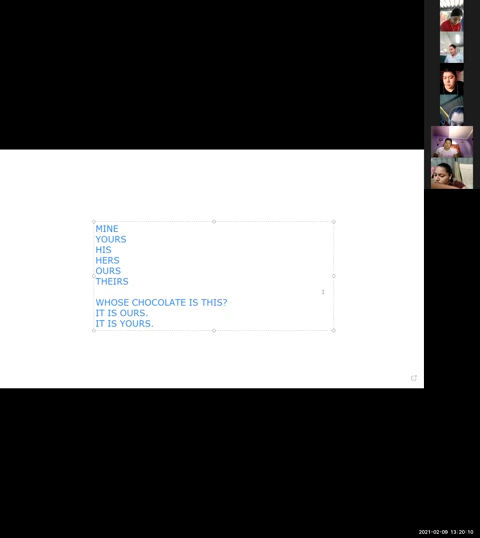 MINE
YOURS
HIS
HERS
OURS
THEIRS
WHOSE CHOCOLATE IS THIS?
IT IS OURS.
IT IS YOURS.
2021-02-09 13:20:10